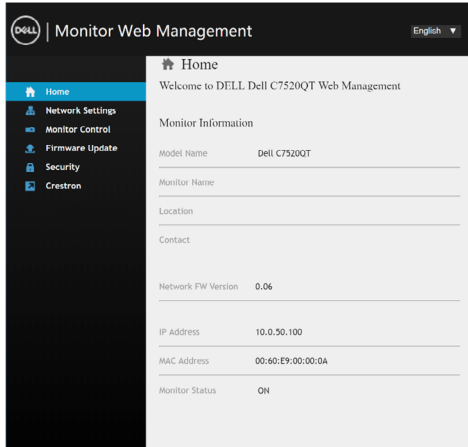 DELL | Monitor Web Management
English ▼
Home
Network Settings
Monitor Control
Firmware Update
Security
Crestron
Home
Welcome to DELL Dell C7520QT Web Management
Monitor Information
Model Name Dell C7520QT
Monitor Name
Location
Contact
Network FW Version 0.06
IP Address 10.0.50.100
MAC Address 00:60:E9:00:00:0A
Monitor Status ON